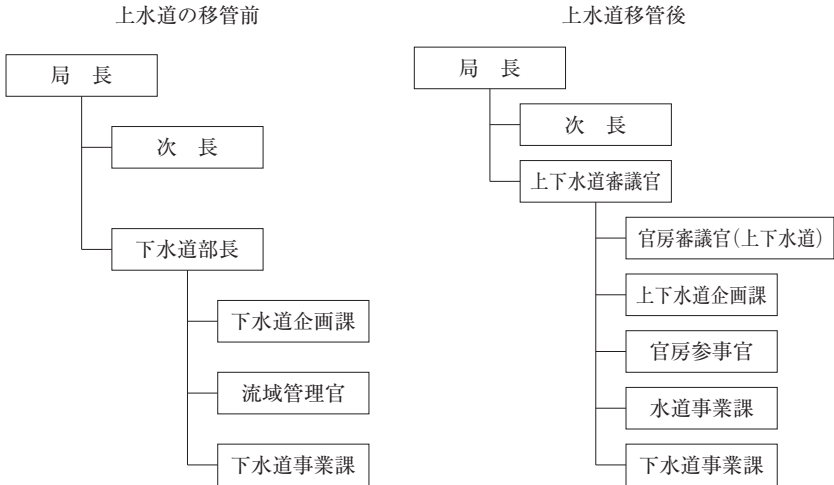 上水道の移管前
局　長
次　長
下水道部長
下水道企画課
流域管理官
下水道事業課
上水道移管後
局　長
次　長
上下水道審議官
官房審議官(上下水道)
上下水道企画課
官房参事官
水道事業課
下水道事業課